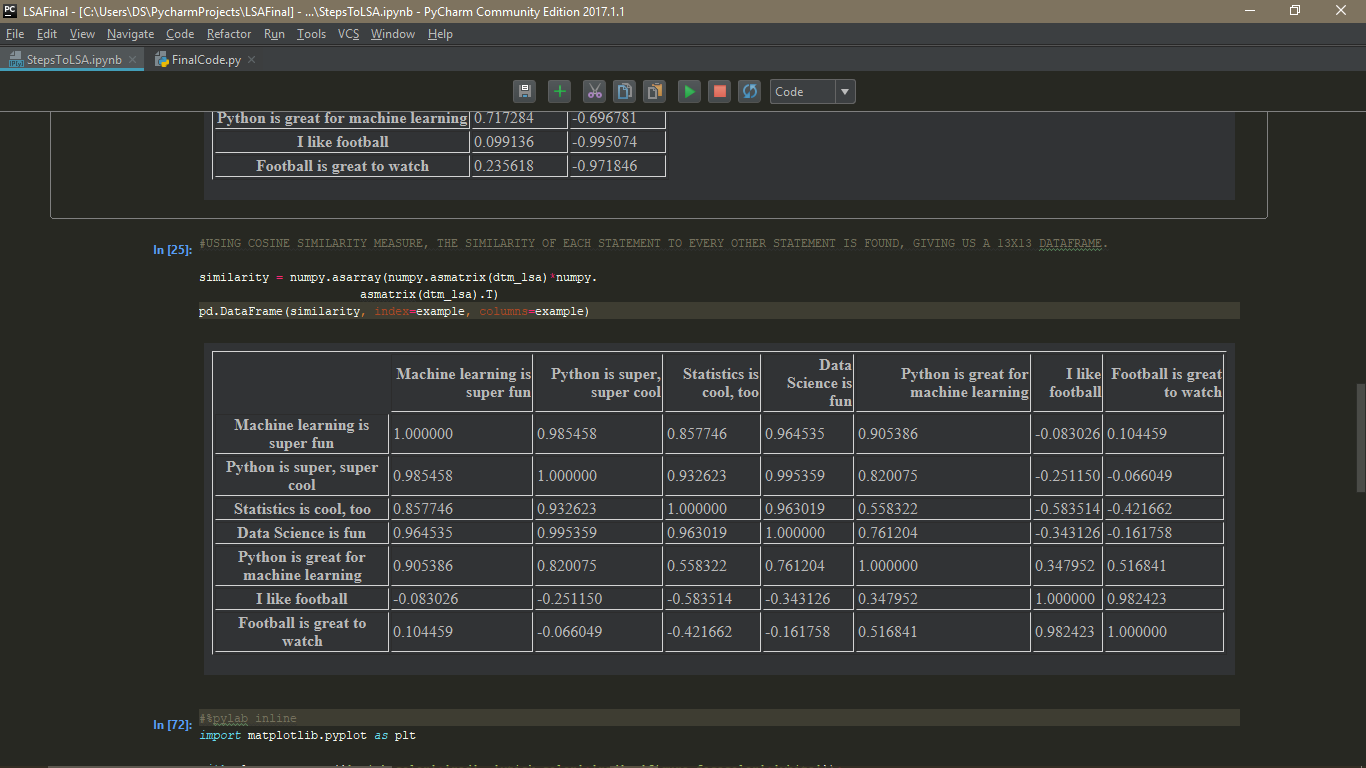 PC LSAFinal - [C:\Users\DS\PycharmProjects\LSAFinal] - ...\StepsToLSA.ipynb - PyCharm Community Edition 2017.1.1
File Edit View Navigate Code Refactor Run Tools VCS Window Help
StepsToLSA.ipynb FinalCode.py
Code
Python is great for machine learning 0.717284 -0.696781
I like football 0.099136 -0.995074
Football is great to watch 0.235618 -0.971846
In [25]: #USING COSINE SIMILARITY MEASURE, THE SIMILARITY OF EACH STATEMENT TO EVERY OTHER STATEMENT IS FOUND, GIVING US A 13X13 DATAFRAME.
similarity = numpy.asarray(numpy.asmatrix(dtm_lsa)*numpy.
asmatrix(dtm_lsa).T)
pd.DataFrame(similarity, index=example, columns=example)
Machine learning is super fun Python is super, super cool Statistics is cool, too Data Science is fun Python is great for machine learning I like football Football is great to watch
Machine learning is super fun 1.000000 0.985458 0.857746 0.964535 0.905386 -0.083026 0.104459
Python is super, super cool 0.985458 1.000000 0.932623 0.995359 0.820075 -0.251150 -0.066049
Statistics is cool, too 0.857746 0.932623 1.000000 0.963019 0.558322 -0.583514 -0.421662
Data Science is fun 0.964535 0.995359 0.963019 1.000000 0.761204 -0.343126 -0.161758
Python is great for machine learning 0.905386 0.820075 0.558322 0.761204 1.000000 0.347952 0.516841
I like football -0.083026 -0.251150 -0.583514 -0.343126 0.347952 1.000000 0.982423
Football is great to watch 0.104459 -0.066049 -0.421662 -0.161758 0.516841 0.982423 1.000000
In [72]: #%pylab inline
import matplotlib.pyplot as plt